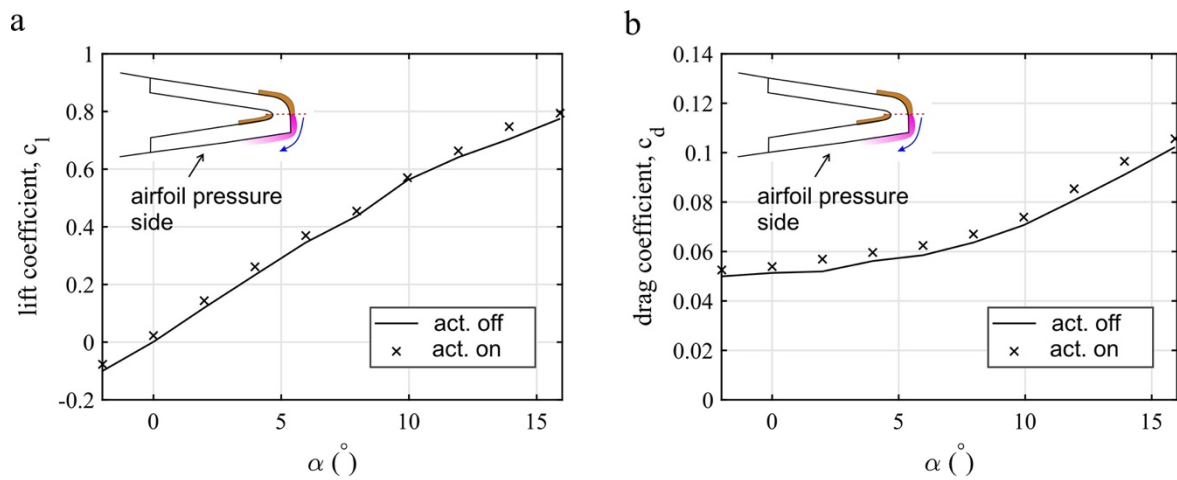 a
1
0.8
0.6
0.4
0.2
0
-0.2
lift coefficient, c_l
airfoil pressure
side
act. off
act. on
0
5
10
15
α (°)
b
0.14
0.12
0.1
0.08
0.06
0.04
0.02
0
drag coefficient, c_d
airfoil pressure
side
act. off
act. on
0
5
10
15
α (°)